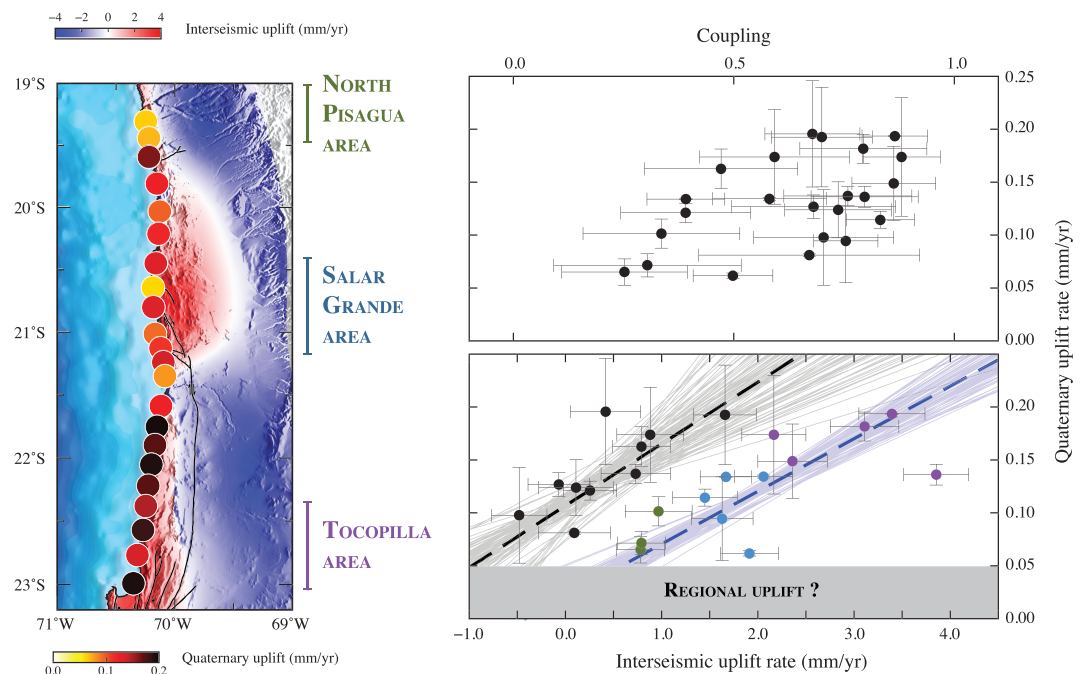 −4 −2 0 2 4
Interseismic uplift (mm/yr)
19°S
20°S
21°S
22°S
23°S
71°W 70°W 69°W
NORTH
PISAGUA
AREA
SALAR
GRANDE
AREA
TOCOPILLA
AREA
0.0 0.1 0.2
Quaternary uplift (mm/yr)
Coupling
0.0 0.5 1.0
0.25
0.20
0.15
0.10
0.05
0.00
0.20
0.15
0.10
0.05
0.00
Quaternary uplift rate (mm/yr)
REGIONAL UPLIFT ?
-1.0 0.0 1.0 2.0 3.0 4.0
Interseismic uplift rate (mm/yr)